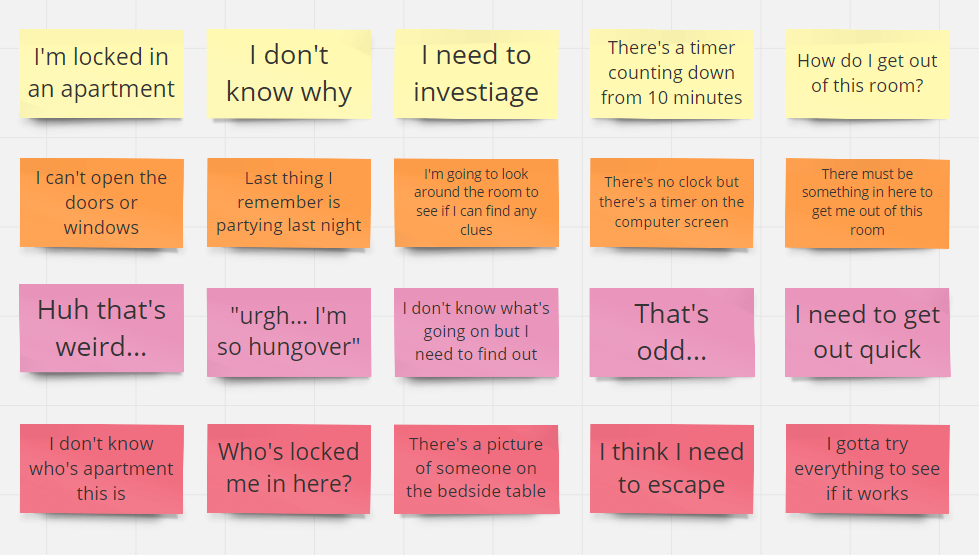 I'm locked in
an apartment
I don't
know why
I need to
investiage
There's a timer
counting down
from 10 minutes
How do I get out
of this room?
I can't open the
doors or
windows
Last thing I
remember is
partying last night
I'm going to look
around the room to
see if I can find any
clues
There's no clock but
there's a timer on the
computer screen
There must be
something in here to
get me out of this
room
Huh that's
weird...
"urgh... I'm
so hungover"
I don't know what's
going on but I
need to find out
That's
odd...
I need to get
out quick
I don't know
who's apartment
this is
Who's locked
me in here?
There's a picture
of someone on
the bedside table
I think I need
to escape
I gotta try
everything to see
if it works